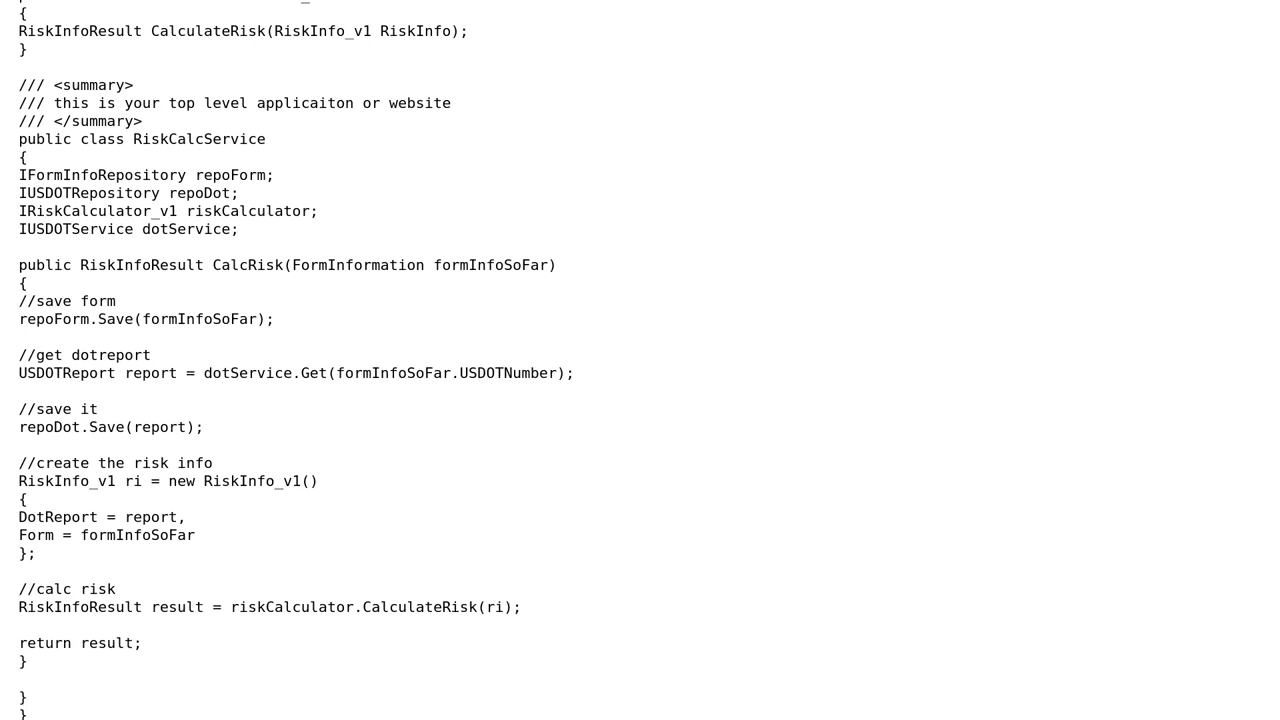 {
RiskInfoResult CalculateRisk(RiskInfo_v1 RiskInfo);
}
/// <summary>
/// this is your top level applicaiton or website
/// </summary>
public class RiskCalcService
{
IFormInfoRepository repoForm;
IUSDOTRepository repoDot;
IRiskCalculator_v1 riskCalculator;
IUSDOTService dotService;
public RiskInfoResult CalcRisk(FormInformation formInfoSoFar)
{
//save form
repoForm.Save(formInfoSoFar);
//get dotreport
USDOTReport report = dotService.Get(formInfoSoFar.USDOTNumber);
//save it
repoDot.Save(report);
//create the risk info
RiskInfo_v1 ri = new RiskInfo_v1()
{
DotReport = report,
Form = formInfoSoFar
};
//calc risk
RiskInfoResult result = riskCalculator.CalculateRisk(ri);
return result;
}
}
}